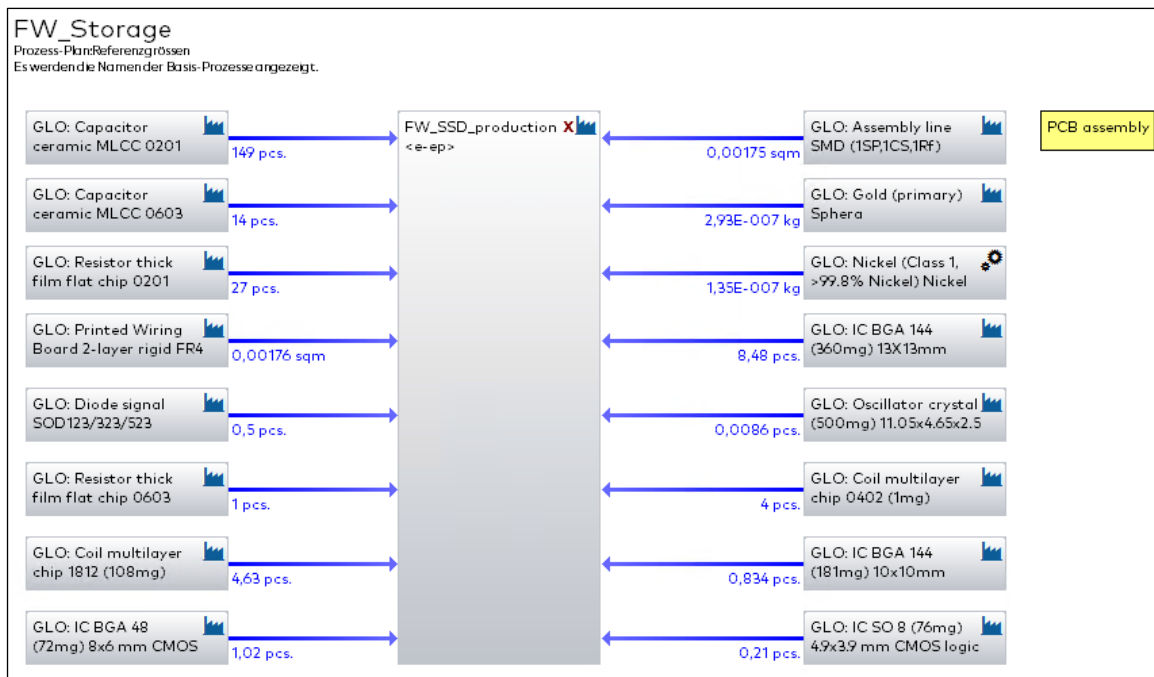 FW_Storage
Prozess-Plan:Referenzgrössen
Es werden die Namen der Basis-Prozesse angezeigt.
GLO: Capacitor
ceramic MLCC 0201
149 pcs.
GLO: Capacitor
ceramic MLCC 0603
14 pcs.
GLO: Resistor thick
film flat chip 0201
27 pcs.
GLO: Printed Wiring
Board 2-layer rigid FR4
0,00176 sqm
GLO: Diode signal
SOD123/323/523
0,5 pcs.
GLO: Resistor thick
film flat chip 0603
1 pcs.
GLO: Coil multilayer
chip 1812 (108mg)
4,63 pcs.
GLO: IC BGA 48
(72mg) 8x6 mm CMOS
1,02 pcs.
FW_SSD_production X
<e-ep>
GLO: Assembly line
SMD (1SP,1CS,1Rf)
0,00175 sqm
GLO: Gold (primary)
Sphera
2,93E-007 kg
GLO: Nickel (Class 1,
>99.8% Nickel) Nickel
1,35E-007 kg
GLO: IC BGA 144
(360mg) 13X13mm
8,48 pcs.
GLO: Oscillator crystal
(500mg) 11.05x4.65x2.5
0,0086 pcs.
GLO: Coil multilayer
chip 0402 (1mg)
4 pcs.
GLO: IC BGA 144
(181mg) 10x10mm
0,834 pcs.
GLO: IC SO 8 (76mg)
4.9x3.9 mm CMOS logic
0,21 pcs.
PCB assembly